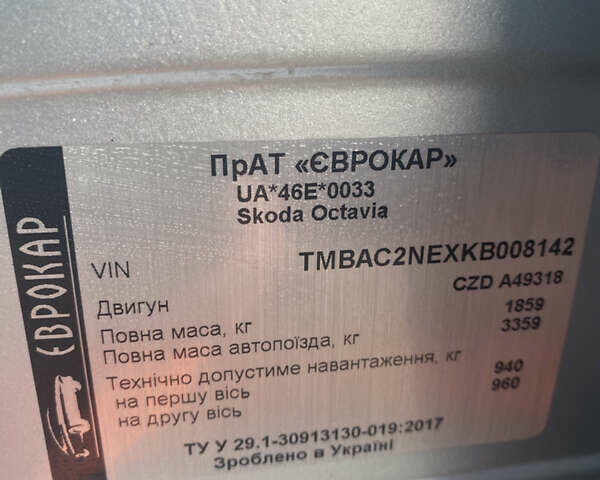 ПрАТ «ЄВРОКАР»
UA*46E*0033
Skoda Octavia
VIN TMBAC2NEXKB008142
Двигун CZD A49318
Повна маса, кг 1859
Повна маса автопоїзда, кг 3359
Технічно допустиме навантаження, кг
на першу вісь 940
на другу вісь 960
ТУ У 29.1-30913130-019:2017
Зроблено в Україні
ЄВРОКАР